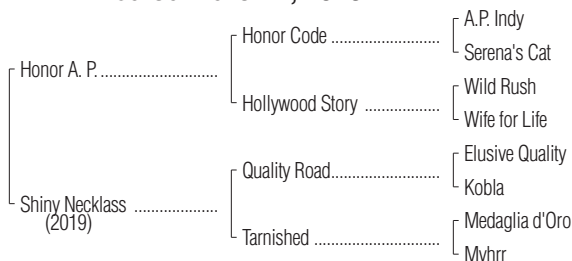 A.P. Indy
Honor Code
Serena's Cat
Honor A. P.
Wild Rush
Hollywood Story
Wife for Life
Elusive Quality
Quality Road
Kobla
Shiny Necklass
(2019)
Medaglia d'Oro
Tarnished
Myhrr